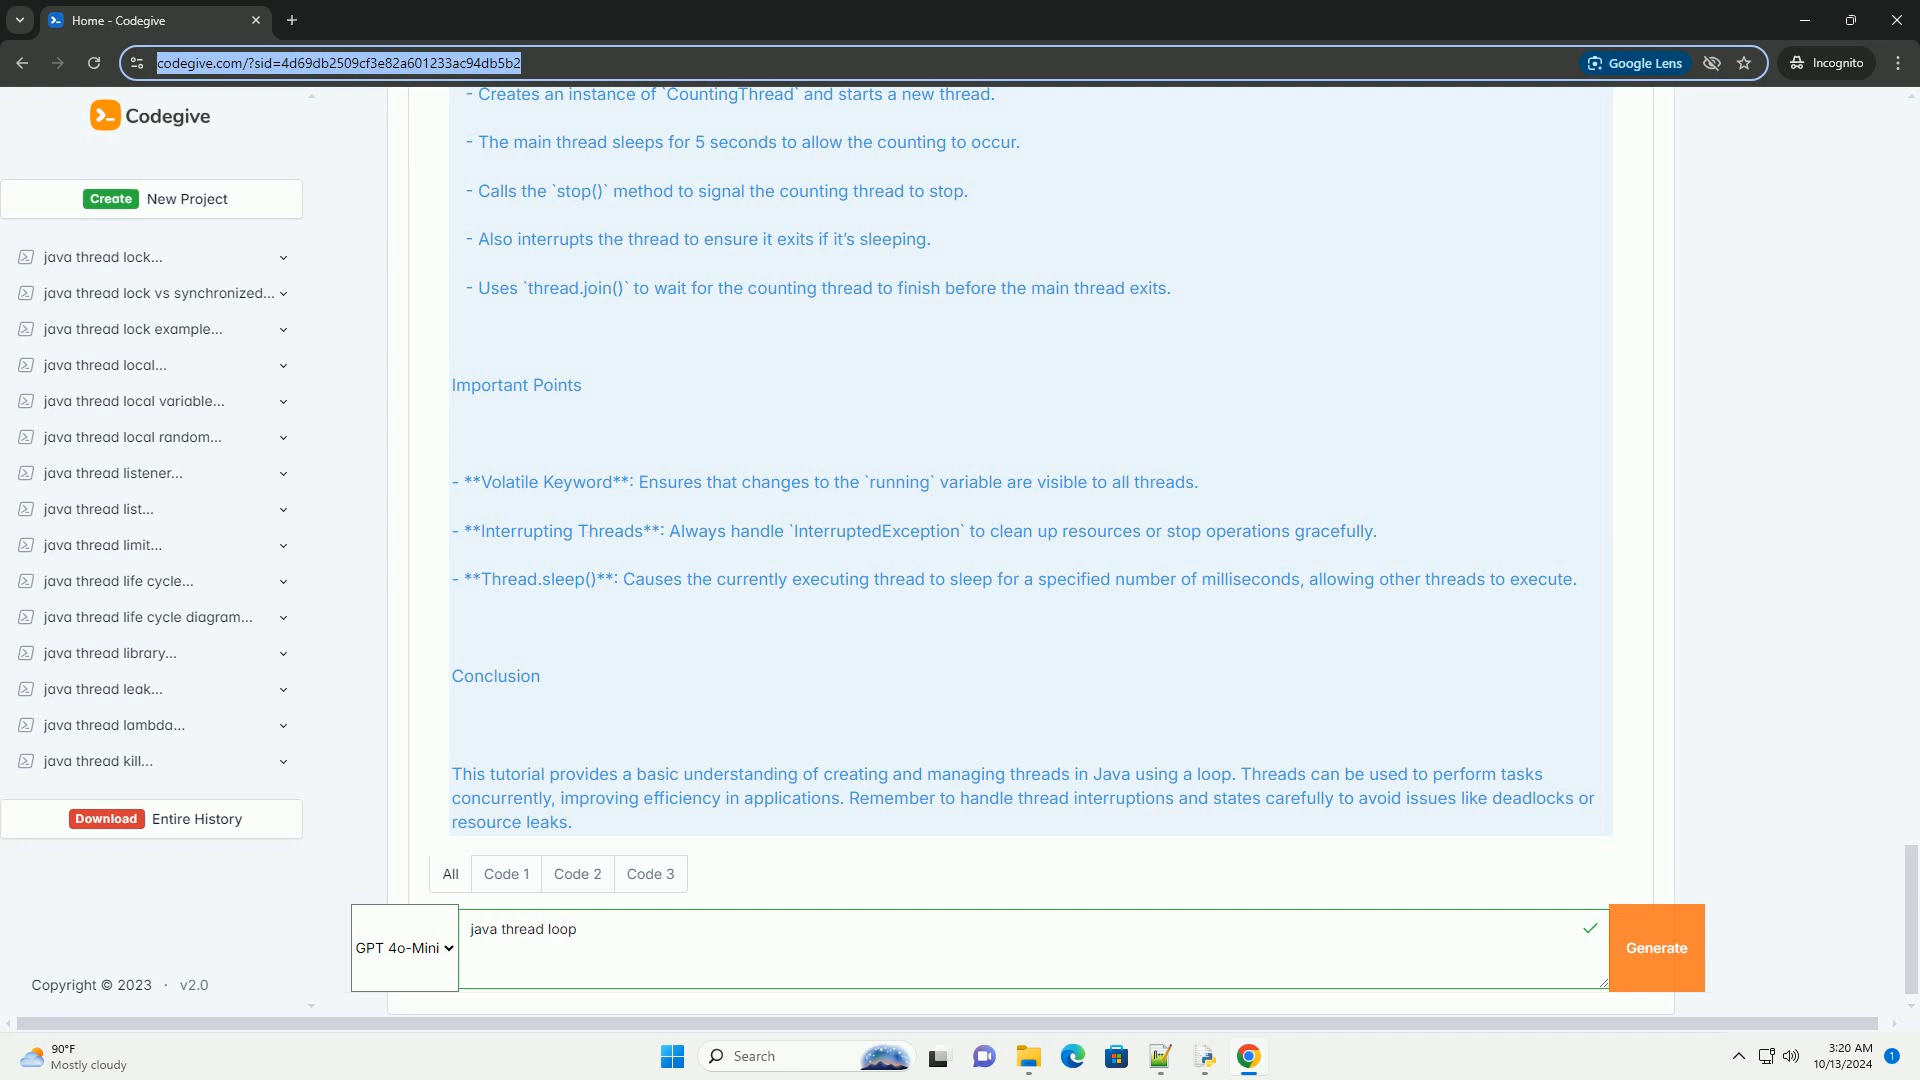 Home - Codegive
codegive.com/?sid=4d69db2509cf3e82a601233ac94db5b2
Google Lens
Incognito
Codegive
Create New Project
java thread lock...
java thread lock vs synchronized...
java thread lock example...
java thread local...
java thread local variable...
java thread local random...
java thread listener...
java thread list...
java thread limit...
java thread life cycle...
java thread life cycle diagram...
java thread library...
java thread leak...
java thread lambda...
java thread kill...
Download Entire History
Copyright © 2023 · v2.0
- Creates an instance of `CountingThread` and starts a new thread.
- The main thread sleeps for 5 seconds to allow the counting to occur.
- Calls the `stop()` method to signal the counting thread to stop.
- Also interrupts the thread to ensure it exits if it’s sleeping.
- Uses `thread.join()` to wait for the counting thread to finish before the main thread exits.
Important Points
- **Volatile Keyword**: Ensures that changes to the `running` variable are visible to all threads.
- **Interrupting Threads**: Always handle `InterruptedException` to clean up resources or stop operations gracefully.
- **Thread.sleep()**: Causes the currently executing thread to sleep for a specified number of milliseconds, allowing other threads to execute.
Conclusion
This tutorial provides a basic understanding of creating and managing threads in Java using a loop. Threads can be used to perform tasks
concurrently, improving efficiency in applications. Remember to handle thread interruptions and states carefully to avoid issues like deadlocks or
resource leaks.
All Code 1 Code 2 Code 3
GPT 4o-Mini
java thread loop
Generate
90°F
Mostly cloudy
Search
3:20 AM
10/13/2024
1